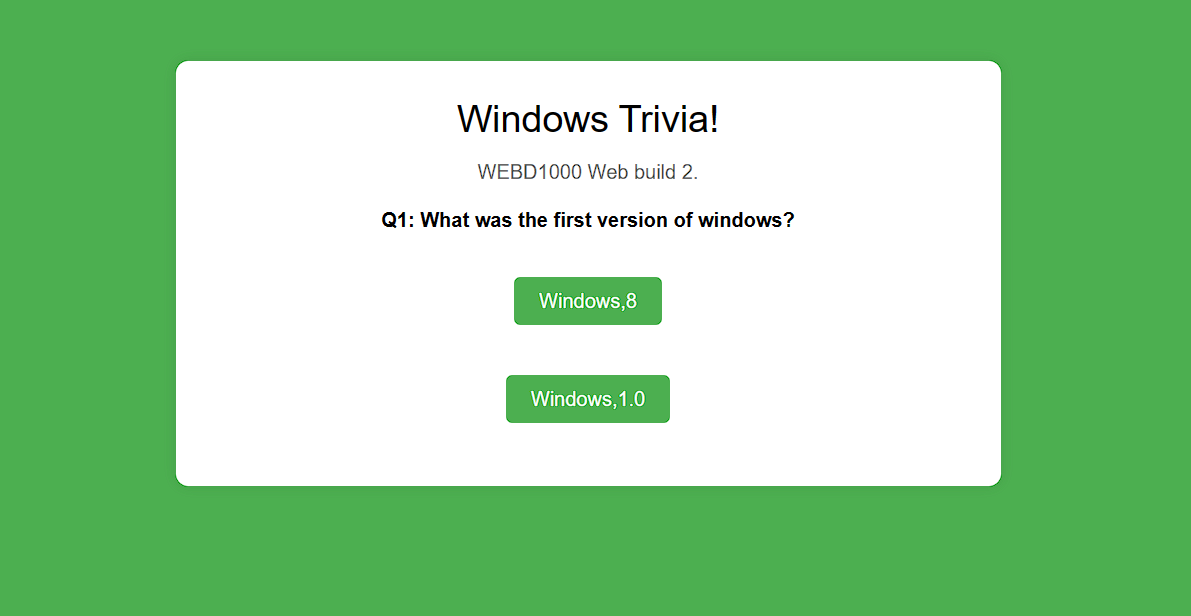 Windows Trivia!
WEBD1000 Web build 2.
Q1: What was the first version of windows?
Windows,8
Windows,1.0